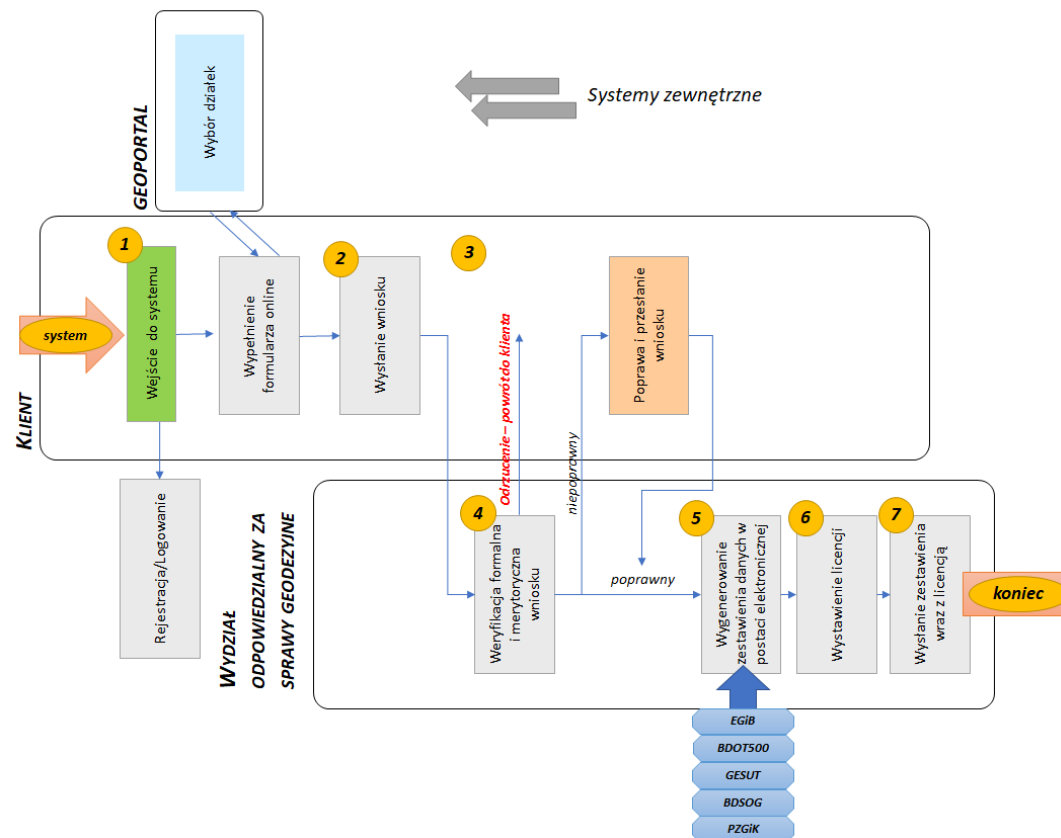 Wybór działek
GEOPORTAL
Systemy zewnętrzne
1
2
3
system
Wejście do systemu
Wypełnienie
formularza online
Wysłanie wniosku
Odrzucenie – powrót do klienta
niepoprawny
Poprawa i przesłanie
wniosku
KLIENT
Rejestracja/Logowanie
WYDZIAŁ
ODPOWIEDZIALNY ZA
SPRAWY GEODEZYJNE
4
Weryfikacja formalna
i merytoryczna
wniosku
poprawny
5
Wygenerowanie
zestawienia danych w
postaci elektronicznej
6
Wystawienie licencji
7
Wysłanie zestawienia
wraz z licencją
koniec
EGiB
BDOT500
GESUT
BDSOG
PZGiK